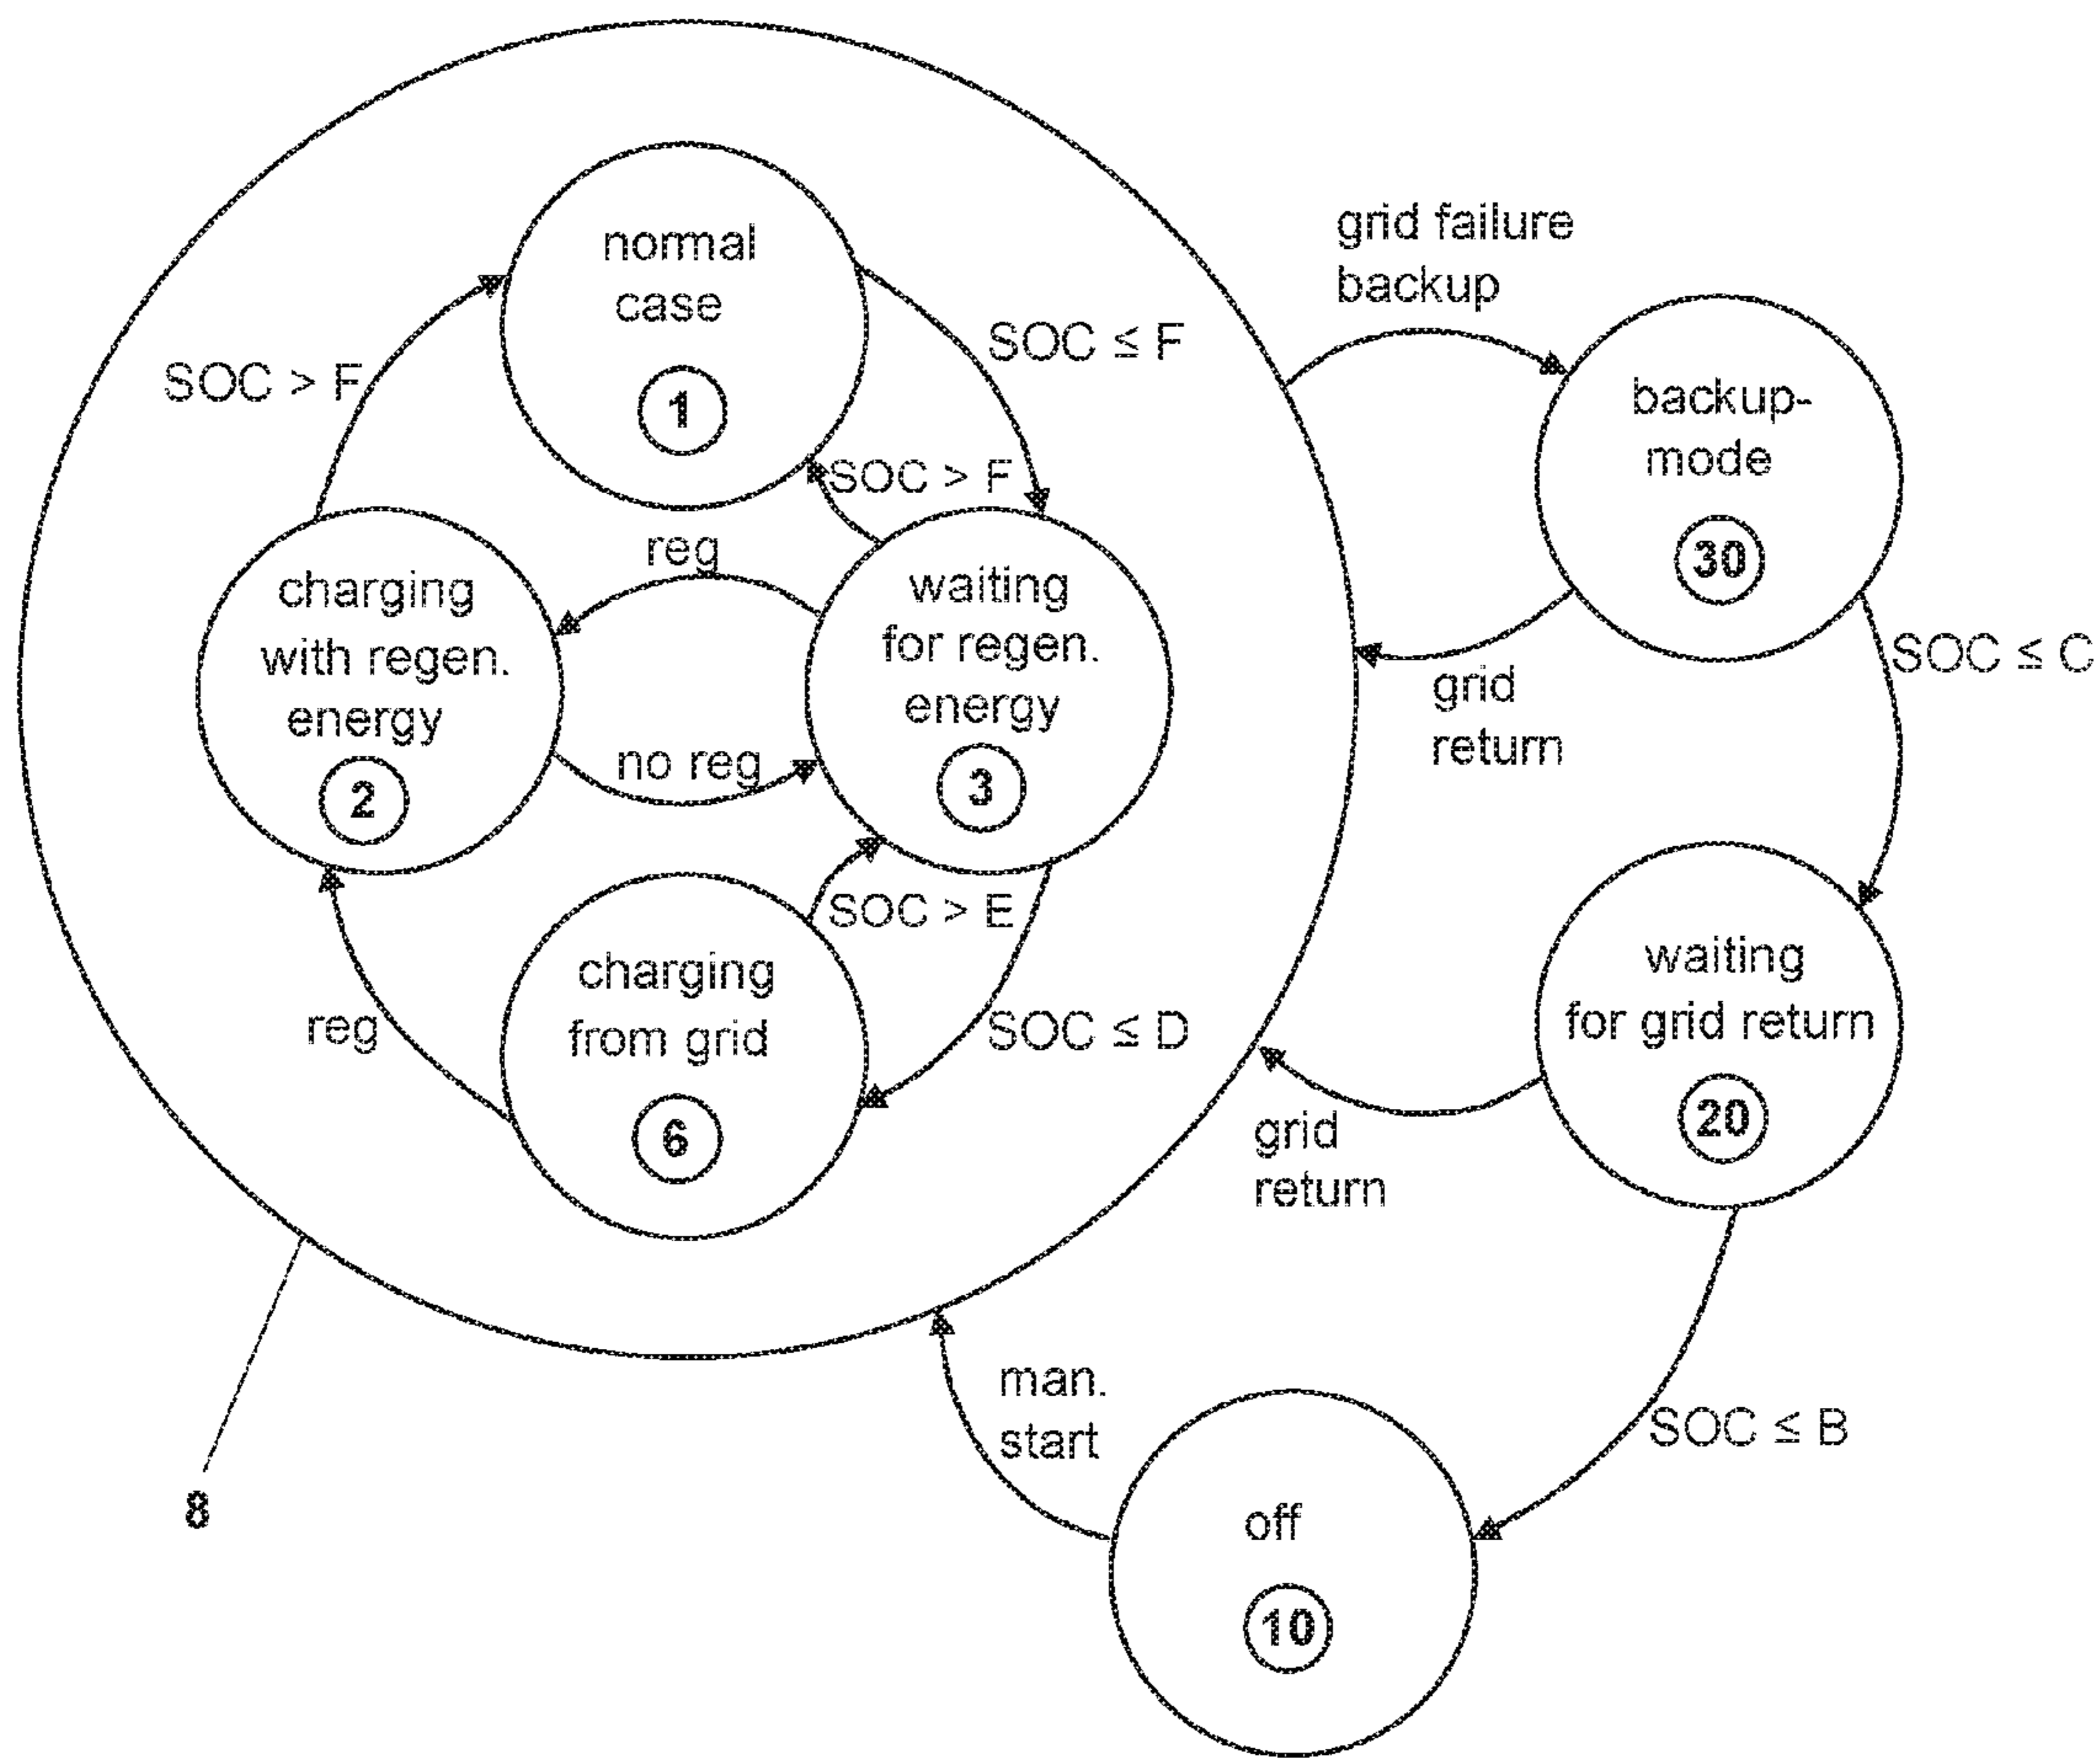 normal
case
1
SOC > F
SOC ≤ F
SOC > F
reg
charging
with regen.
energy
2
no reg
waiting
for regen.
energy
3
SOC > E
SOC ≤ D
charging
from grid
6
reg
8
grid failure
backup
backup-
mode
30
grid
return
SOC ≤ C
waiting
for grid return
20
grid
return
SOC ≤ B
man.
start
off
10